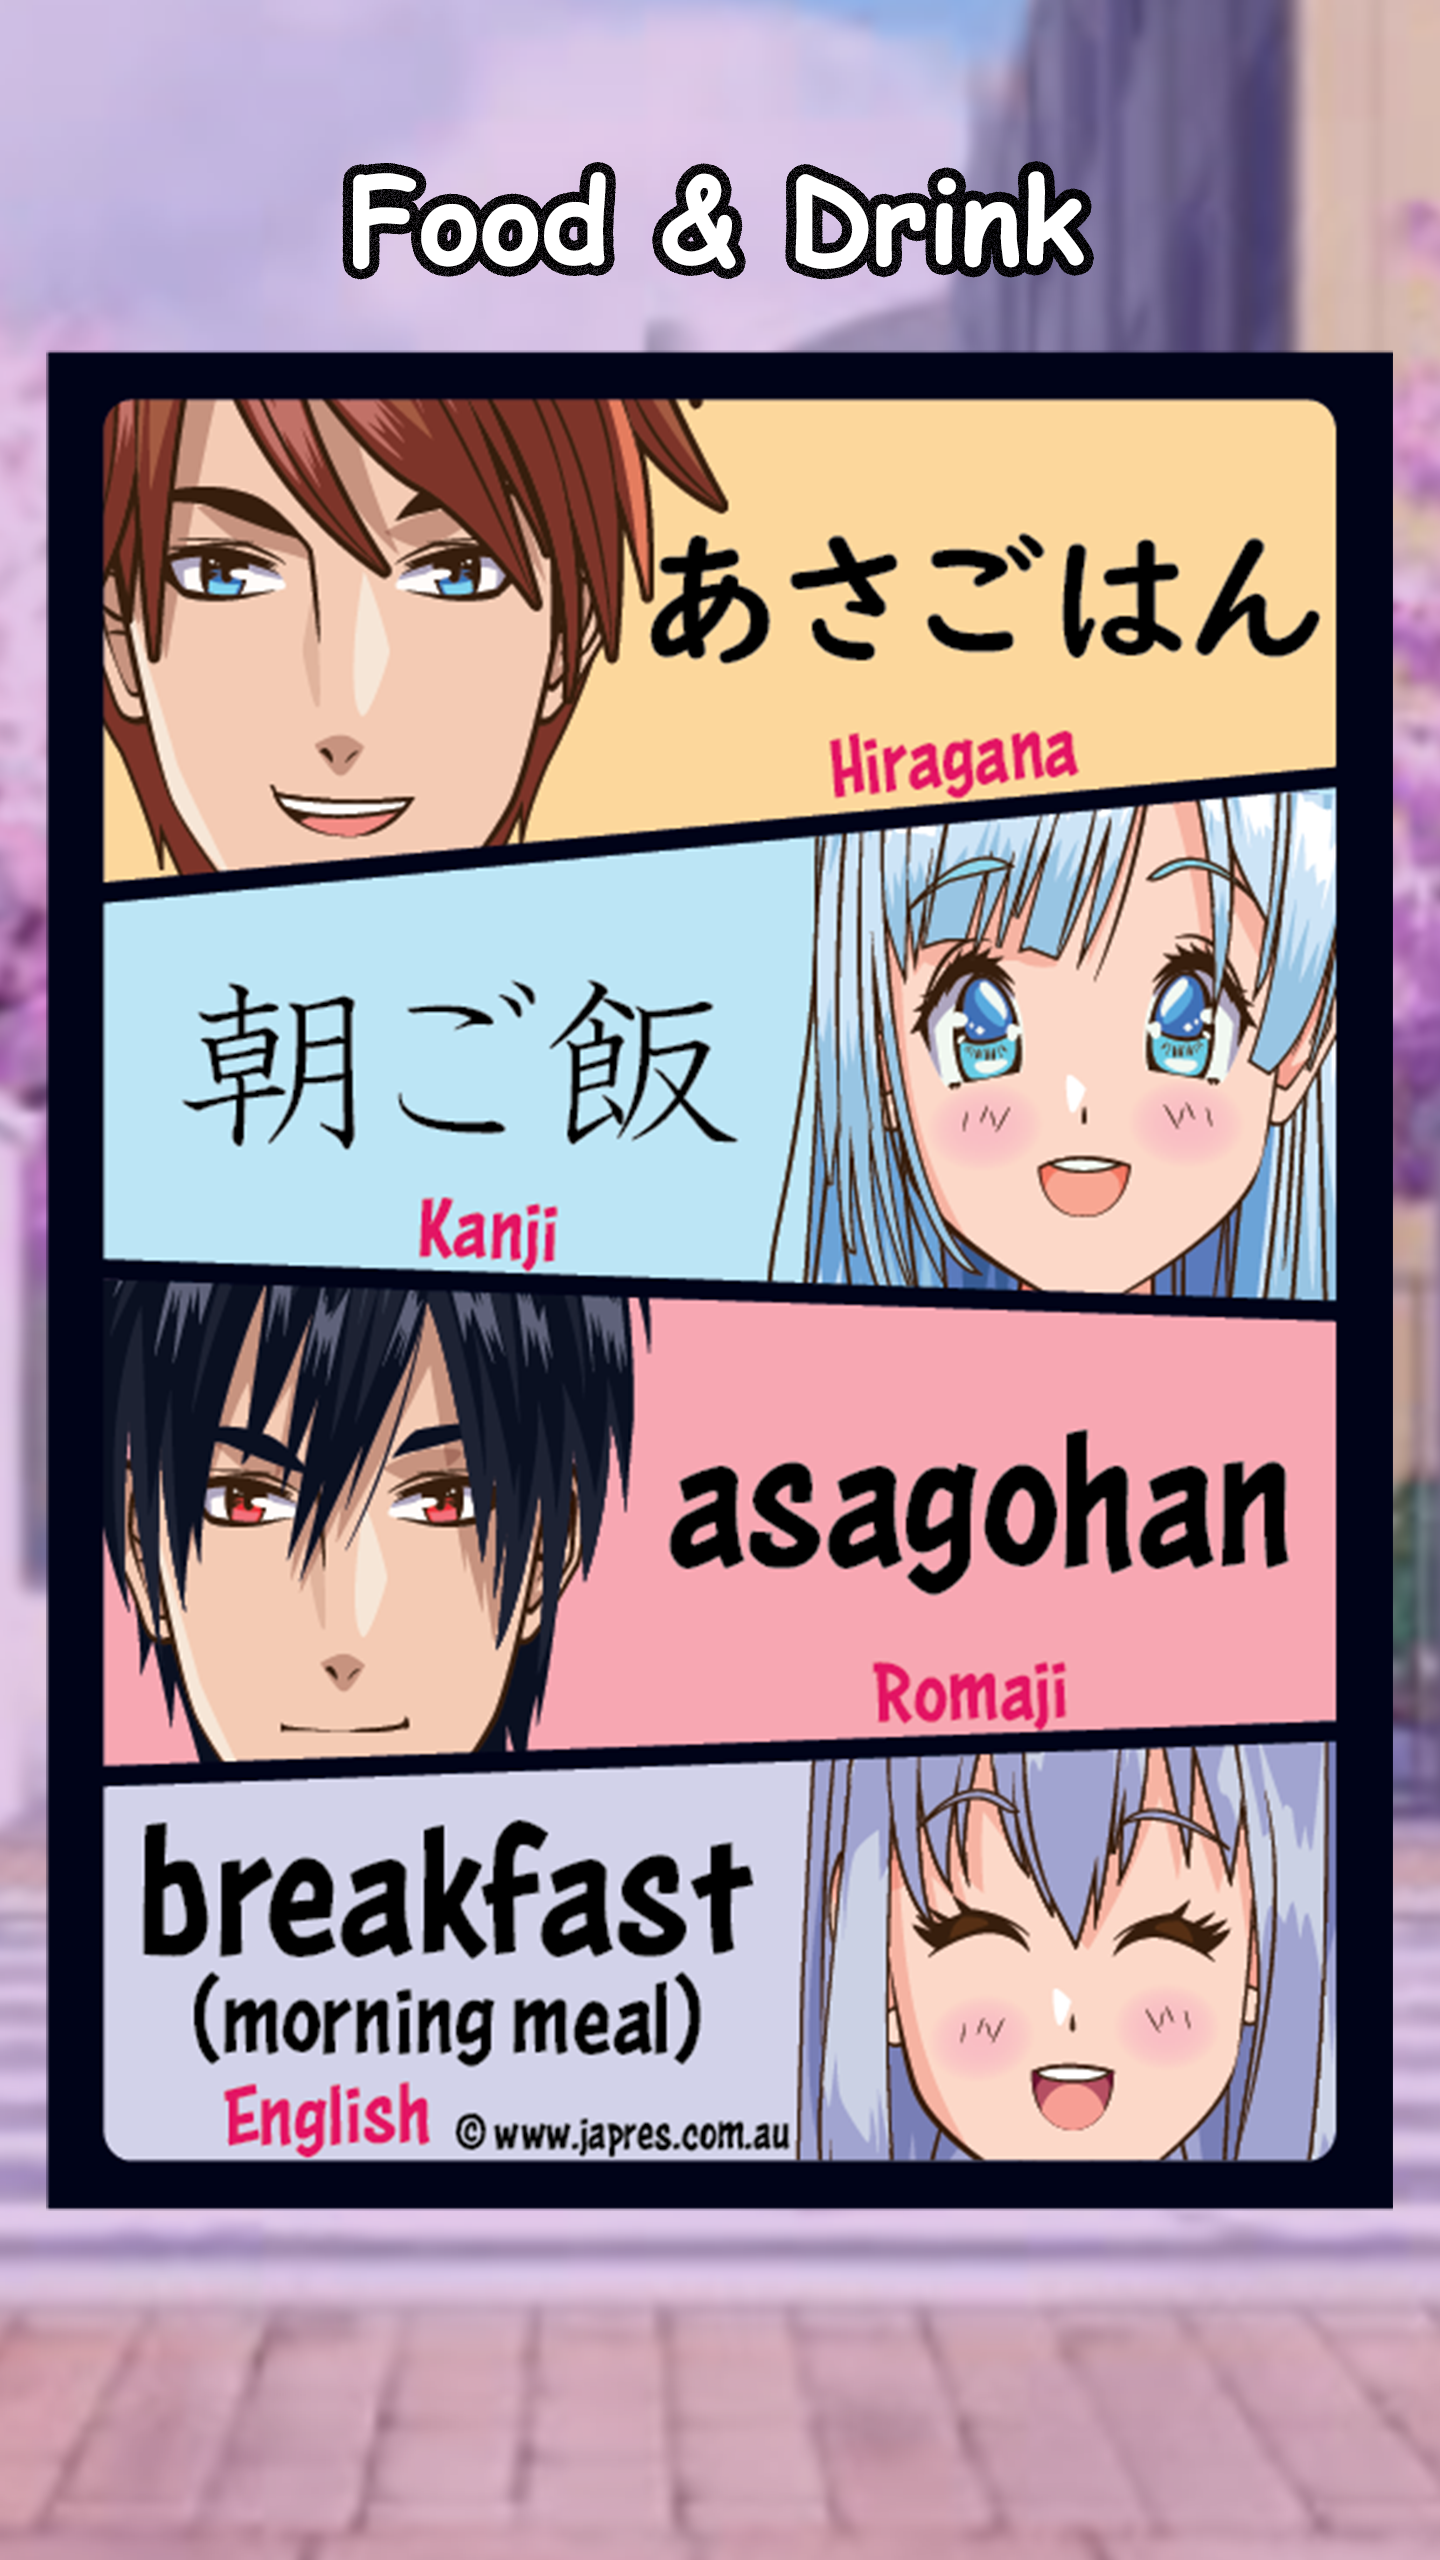 Food & Drink
あさごはん
Hiragana
朝ご飯
Kanji
asagohan
Romaji
breakfast
(morning meal)
English
© www.japres.com.au